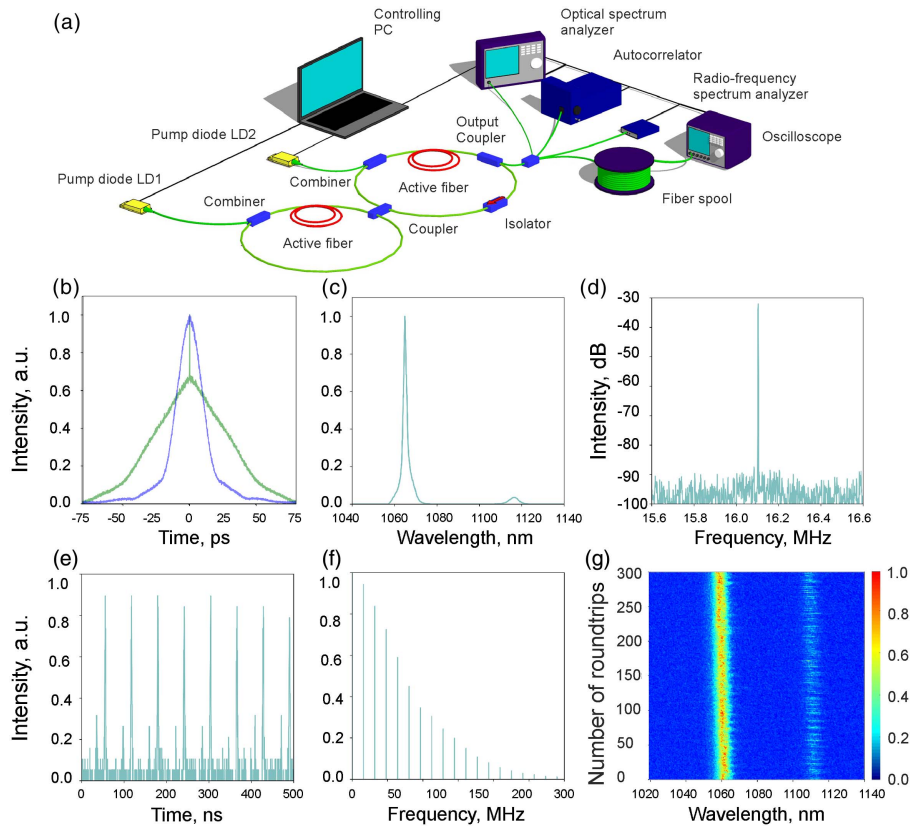 (a)
Controlling
PC
Optical spectrum
analyzer
Autocorrelator
Radio-frequency
spectrum analyzer
Oscilloscope
Pump diode LD2
Output
Coupler
Pump diode LD1
Combiner
Active fiber
Fiber spool
Combiner
Active fiber
Coupler
Isolator
(b)
Intensity, a.u.
1.0
0.8
0.6
0.4
0.2
0.0
-75
-50
-25
0
25
50
75
Time, ps
(c)
1.0
0.8
0.6
0.4
0.2
0.0
1040
1060
1080
1100
1120
1140
Wavelength, nm
(d)
Intensity, dB
-30
-40
-50
-60
-70
-80
-90
-100
15.6
15.8
16.0
16.2
16.4
16.6
Frequency, MHz
(e)
Intensity, a.u.
1.0
0.8
0.6
0.4
0.2
0.0
0
100
200
300
400
500
Time, ns
(f)
1.0
0.8
0.6
0.4
0.2
0.0
0
50
100
150
200
300
Frequency, MHz
(g)
Number of roundtrips
300
250
200
150
100
50
0
1020
1040
1060
1080
1100
1140
Wavelength, nm
1.0
0.8
0.6
0.4
0.2
0.0